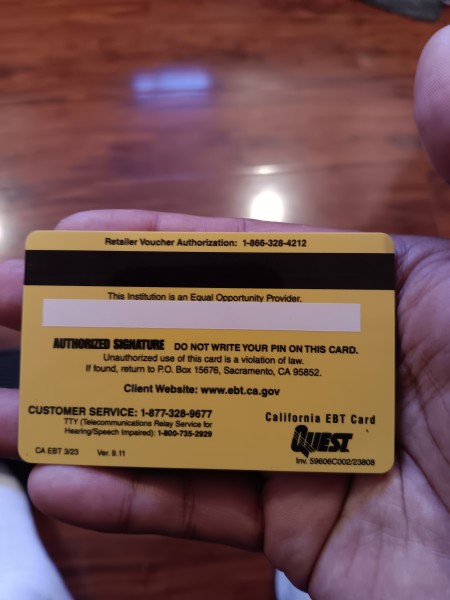 Retailer Voucher Authorization: 1-866-328-4212
This Institution is an Equal Opportunity Provider.
AUTHORIZED SIGNATURE DO NOT WRITE YOUR PIN ON THIS CARD.
Unauthorized use of this card is a violation of law.
If found, return to P.O. Box 15676, Sacramento, CA 95852.
Client Website: www.ebt.ca.gov
CUSTOMER SERVICE: 1-877-328-9677
TTY (Telecommunications Relay Service for
Hearing/Speech Impaired): 1-800-735-2929
California EBT Card
QUEST
CA EBT 3/23 Ver. 9.11
Inv. 59606C002/23808